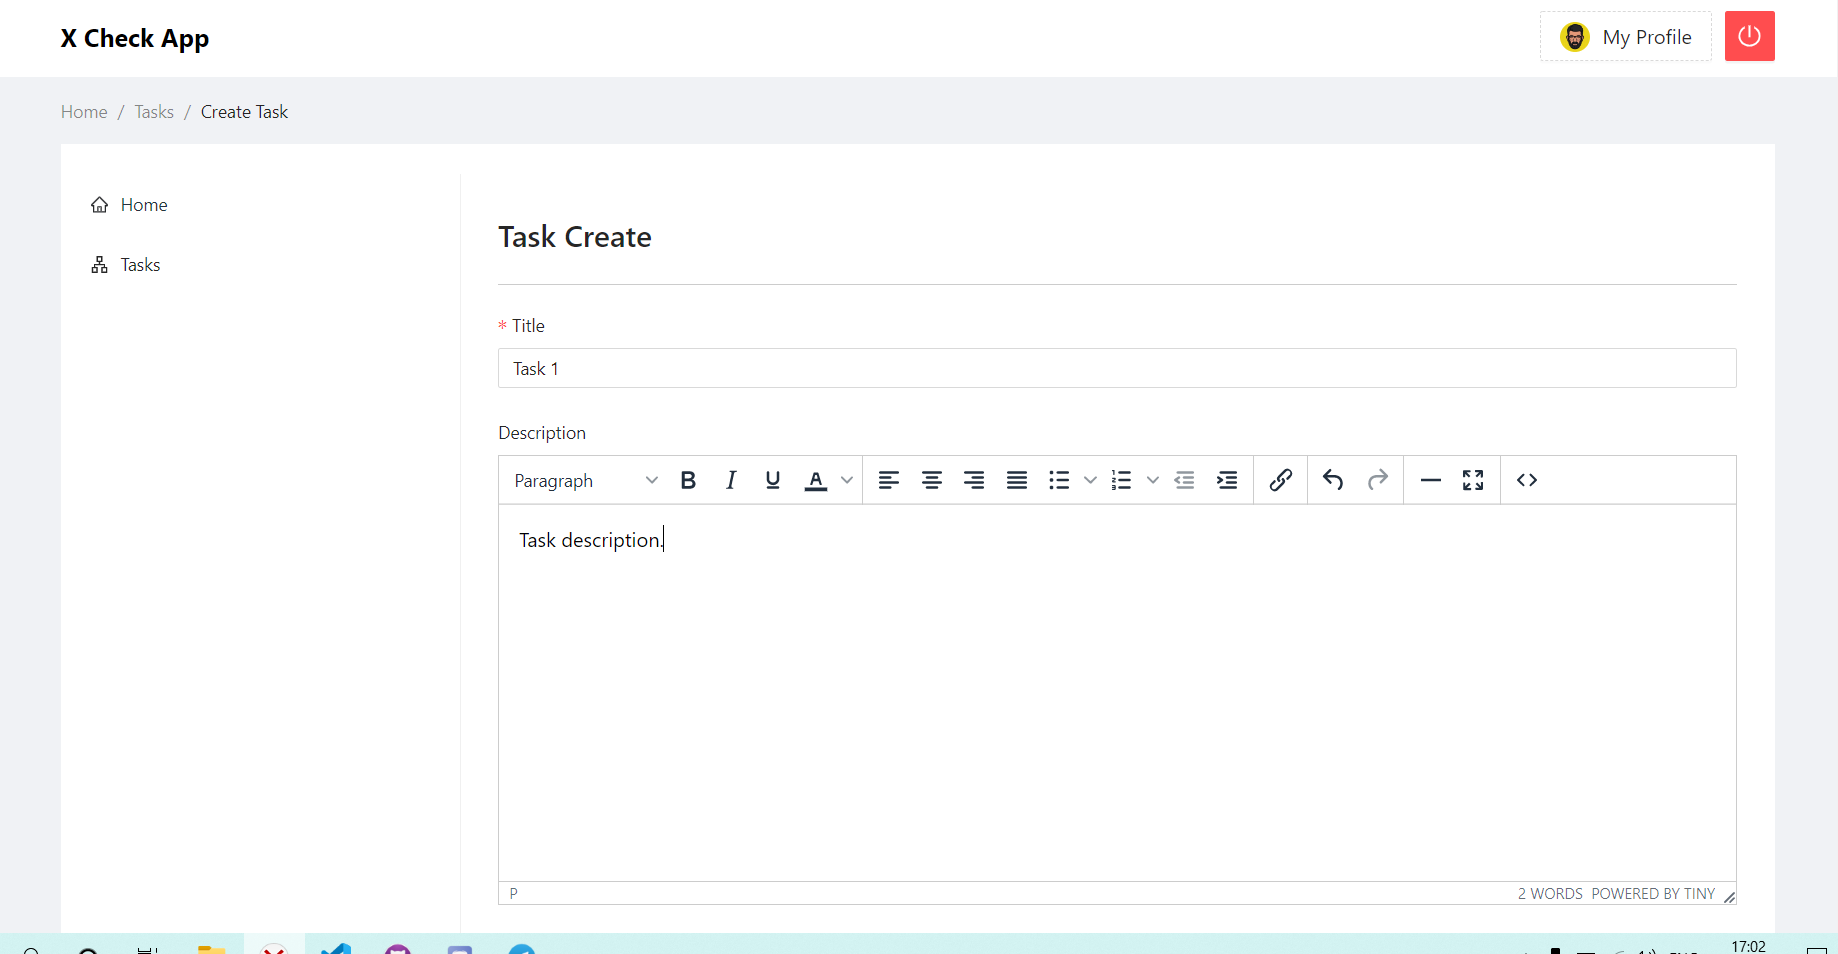 X Check App
My Profile
Home / Tasks / Create Task
Home
Tasks
Task Create
* Title
Task 1
Description
Paragraph
Task description.
P
2 WORDS POWERED BY TINY
17:02